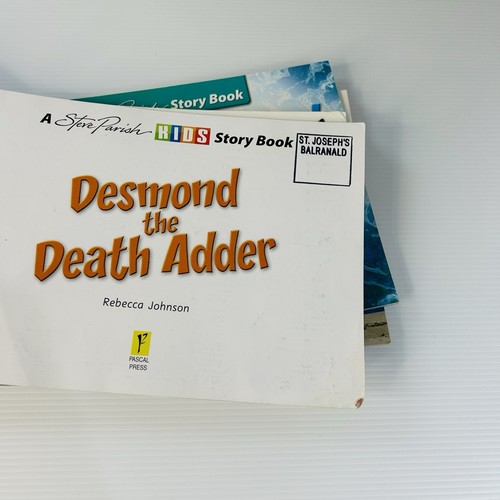 Story Book
A Steve Parish KIDS Story Book
ST. JOSEPH'S
BALRANALD
Desmond
the
Death Adder
Rebecca Johnson
P
PASCAL
PRESS